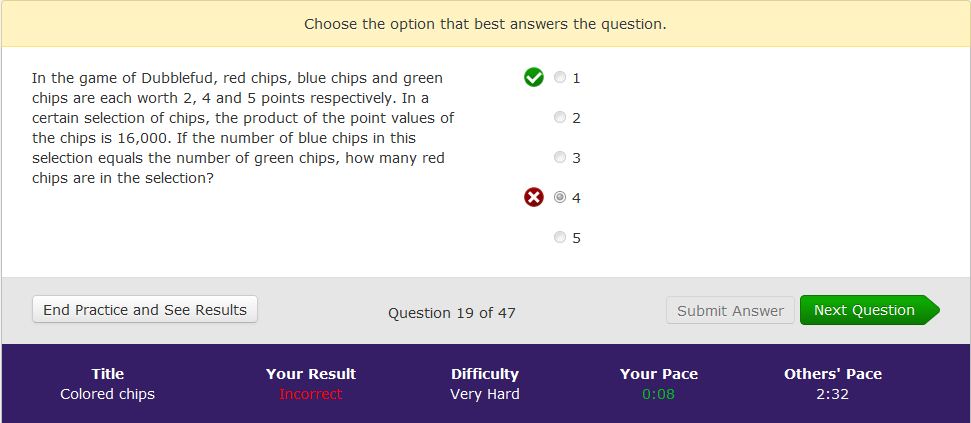 Choose the option that best answers the question.
In the game of Dubblefud, red chips, blue chips and green
chips are each worth 2, 4 and 5 points respectively. In a
certain selection of chips, the product of the point values of
the chips is 16,000. If the number of blue chips in this
selection equals the number of green chips, how many red
chips are in the selection?
1
2
3
4
5
End Practice and See Results
Question 19 of 47
Submit Answer
Next Question
Title
Colored chips
Your Result
Incorrect
Difficulty
Very Hard
Your Pace
0:08
Others' Pace
2:32